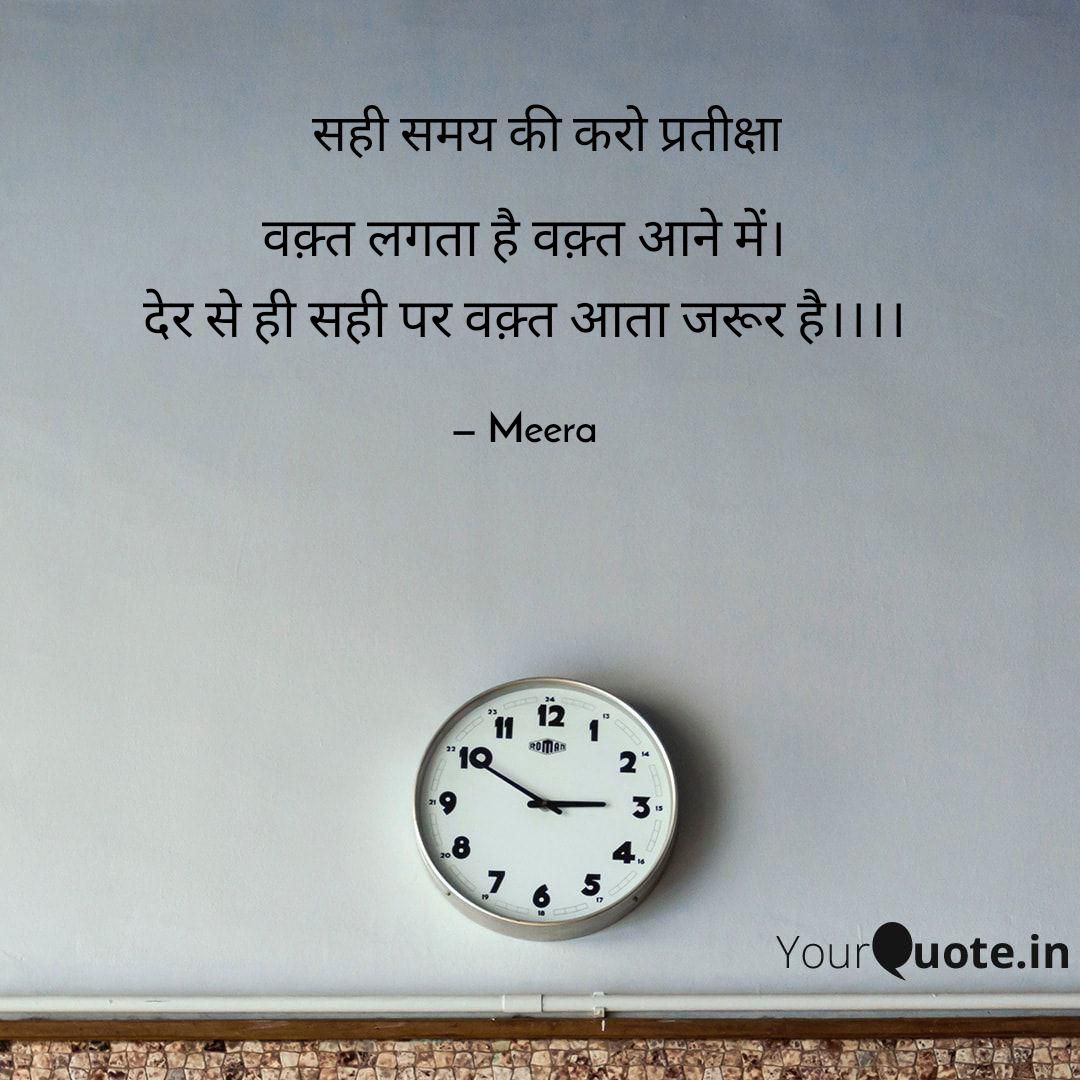 सही समय की करो प्रतीक्षा
वक़्त लगता है वक़्त आने में।
देर से ही सही पर वक़्त आता जरूर है।।।।
– Meera
24
23 12 13
11 1
ROMAN
22 10 2 14
21 9 3 15
20 8 4 16
19 7 5 17
6
18
YourQuote.in